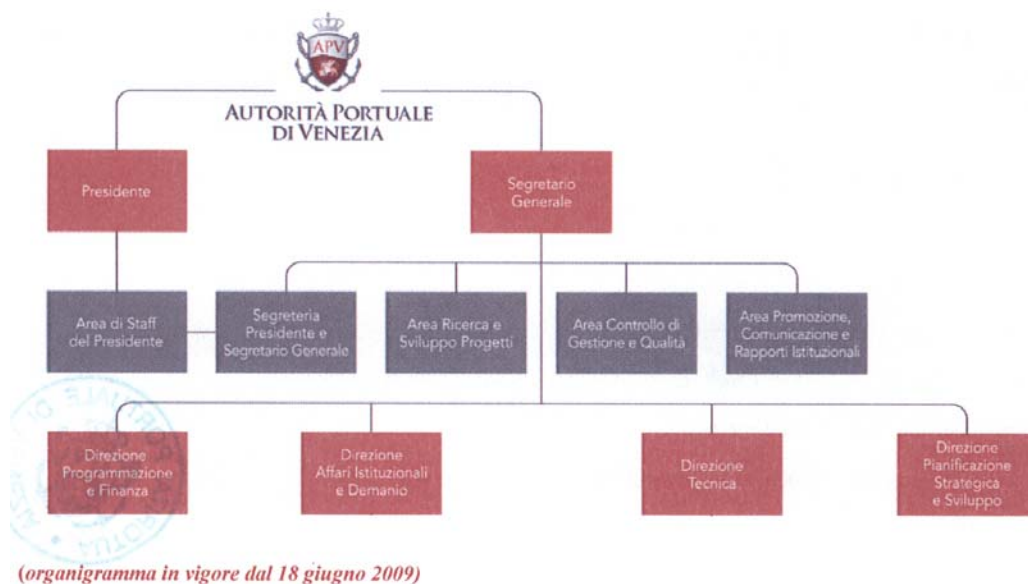 APV
AUTORITÀ PORTUALE
DI VENEZIA
Presidente
Segretario
Generale
Area di Staff
del Presidente
Segreteria
Presidente e
Segretario Generale
Area Ricerca e
Sviluppo Progetti
Area Controllo di
Gestione e Qualità
Area Promozione,
Comunicazione e
Rapporti Istituzionali
Direzione
Programmazione
e Finanza
Direzione
Affari Istituzionali
e Demanio
Direzione
Tecnica
Direzione
Pianificazione
Strategica
e Sviluppo
(organigramma in vigore dal 18 giugno 2009)